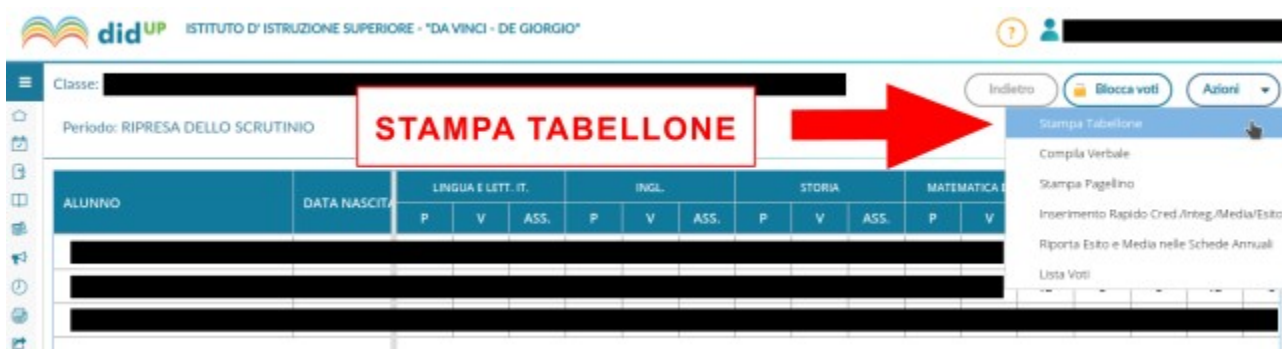 didUP ISTITUTO D' ISTRUZIONE SUPERIORE - "DA VINCI - DE GIORGIO" ?
Classe: Indietro Blocca voti Azioni
Periodo: RIPRESA DELLO SCRUTINIO
STAMPA TABELLONE
Stampa Tabellone
Compila Verbale
Stampa Pagellino
Inserimento Rapido Cred./Integ./Media/Esito
Riporta Esito e Media nelle Schede Annuali
Lista Voti
ALUNNO DATA NASCITA LINGUA E LETT. IT. INGL. STORIA MATEMATICA
P V ASS. P V ASS. P V ASS. P V